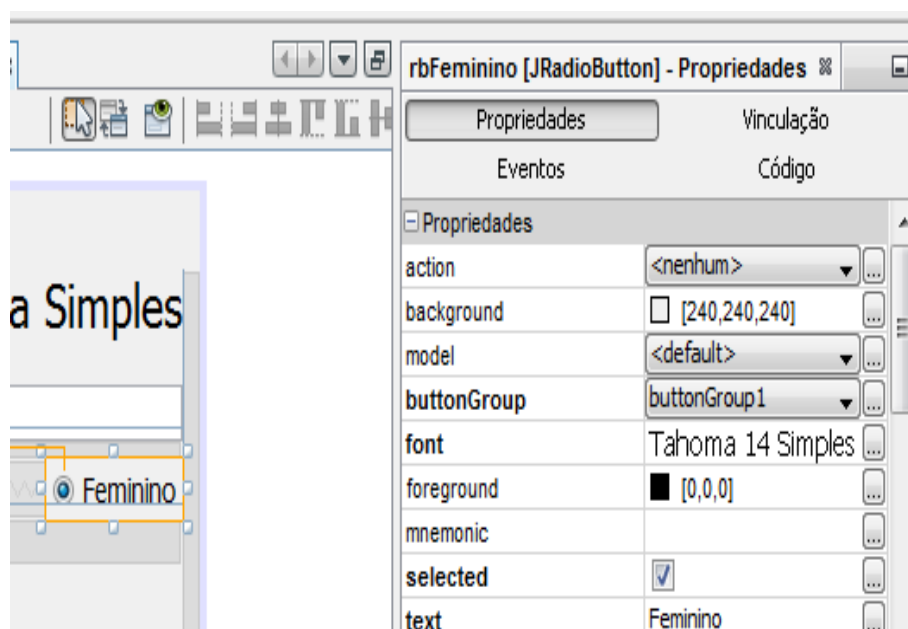 rbFeminino [JRadioButton] - Propriedades
Propriedades
Vinculação
Eventos
Código
Propriedades
action
<nenhum>
...
background
[240,240,240]
...
model
<default>
...
buttonGroup
buttonGroup1
...
font
Tahoma 14 Simples
...
foreground
[0,0,0]
...
mnemonic
...
selected
...
text
Feminino
...
a Simples
Feminino